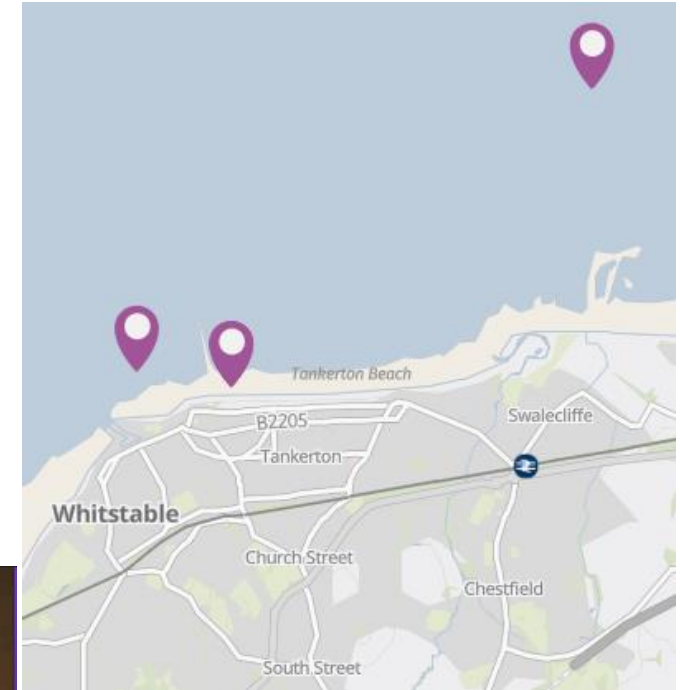 Tankerton Beach
B2205
Swalecliffe
Tankerton
Whitstable
Church Street
Chestfield
South Street